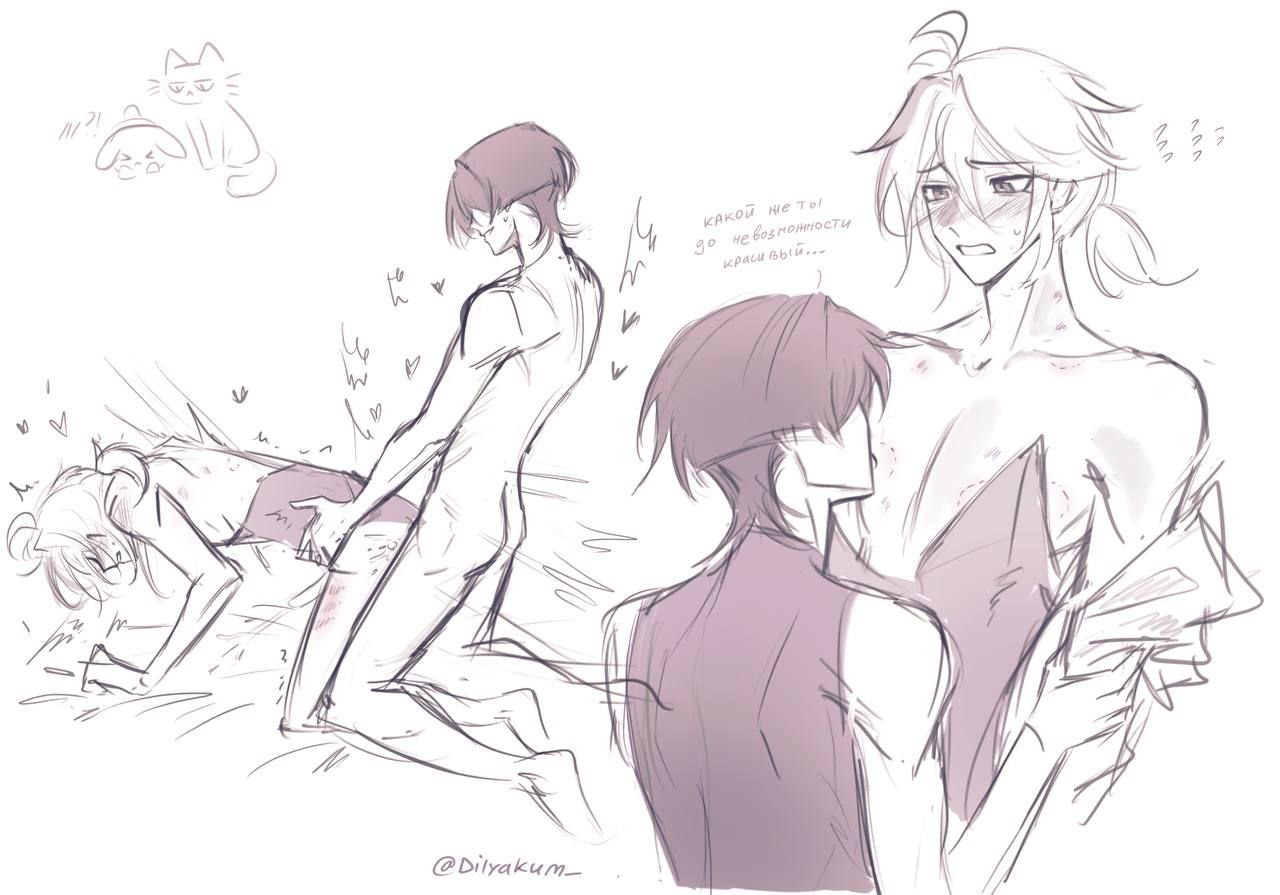 ?!
какой же ты
до невозможности
красивый...
@Dilyakum_